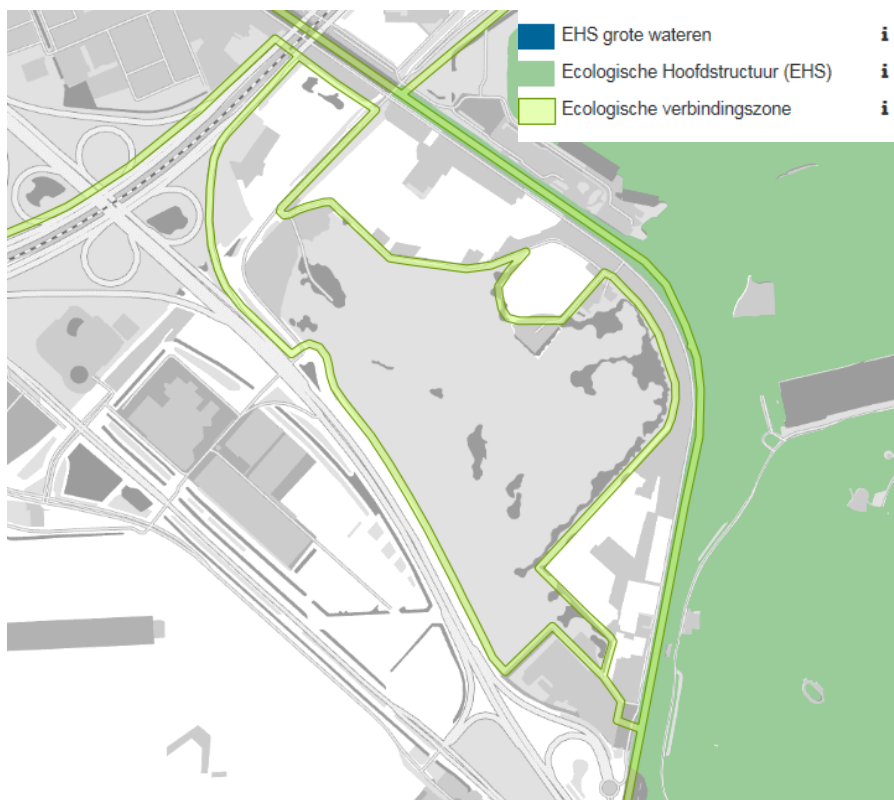 EHS grote wateren i
Ecologische Hoofdstructuur (EHS) i
Ecologische verbindingszone i